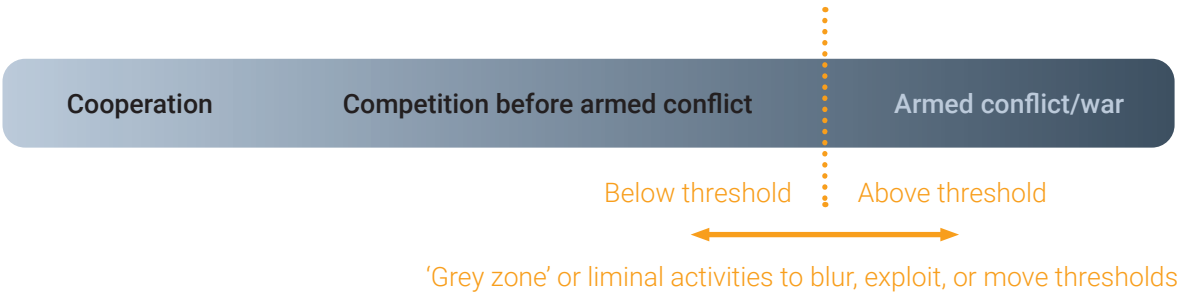 Cooperation
Competition before armed conflict
Armed conflict/war
Below threshold
Above threshold
‘Grey zone’ or liminal activities to blur, exploit, or move thresholds